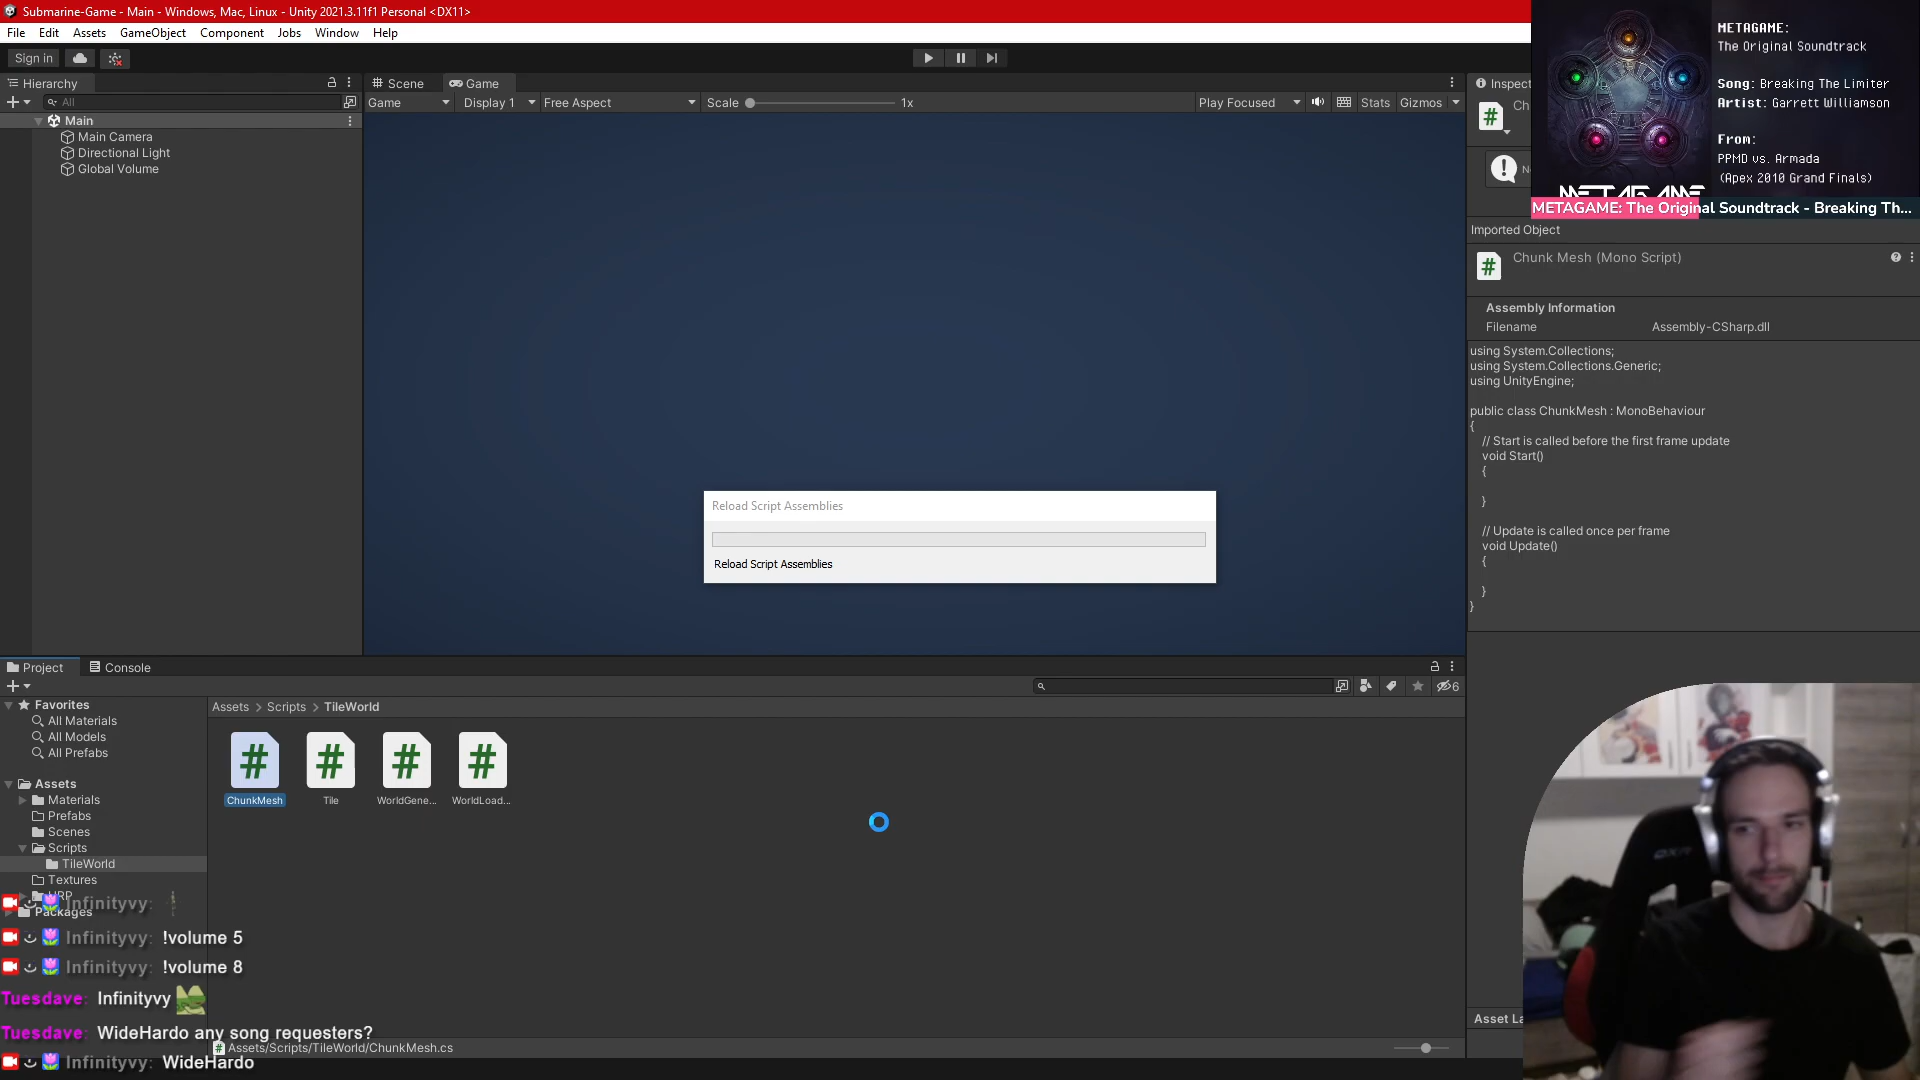 Submarine-Game - Main - Windows, Mac, Linux - Unity 2021.3.11f1 Personal <DX11>
File Edit Assets GameObject Component Jobs Window Help
Sign in
Hierarchy
All
Main
Main Camera
Directional Light
Global Volume
Scene Game
Game Display 1 Free Aspect Scale 1x Play Focused Stats Gizmos
Reload Script Assemblies
Reload Script Assemblies
Inspect
Ch
METAGAME:
The Original Soundtrack
Song: Breaking The Limiter
Artist: Garrett Williamson
From:
PPMD vs. Armada
(Apex 2010 Grand Finals)
METAGAME
METAGAME: The Original Soundtrack - Breaking Th...
Imported Object
Chunk Mesh (Mono Script)
Assembly Information
Filename Assembly-CSharp.dll
using System.Collections;
using System.Collections.Generic;
using UnityEngine;
public class ChunkMesh : MonoBehaviour
{
// Start is called before the first frame update
void Start()
{
}
// Update is called once per frame
void Update()
{
}
}
Asset La
Project Console
6
Favorites
All Materials
All Models
All Prefabs
Assets
Materials
Prefabs
Scenes
Scripts
TileWorld
Textures
Packages
Assets > Scripts > TileWorld
# # # #
ChunkMesh Tile WorldGene... WorldLoad...
Infinityvy:
Infinityvy: !volume 5
Infinityvy: !volume 8
Tuesdave: Infinityvy
Tuesdave: WideHardo any song requesters?
Assets/Scripts/TileWorld/ChunkMesh.cs
Infinityvy: WideHardo